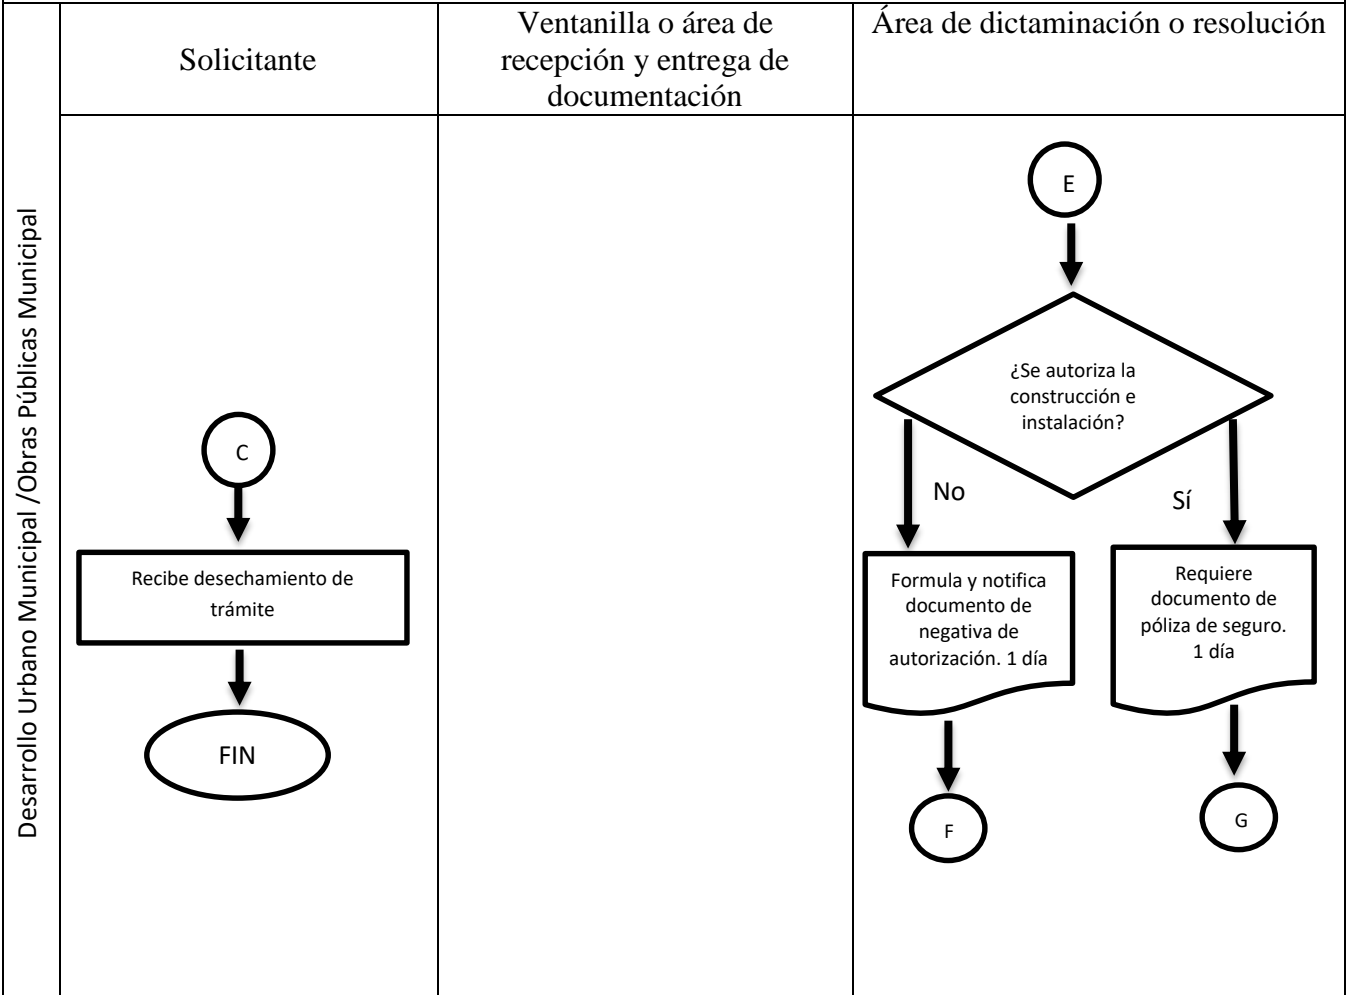 Desarrollo Urbano Municipal /Obras Públicas Municipal
Solicitante
Ventanilla o área de
recepción y entrega de
documentación
Área de dictaminación o resolución
C
Recibe desechamiento de
trámite
FIN
E
¿Se autoriza la
construcción e
instalación?
No
Sí
Formula y notifica
documento de
negativa de
autorización. 1 día
Requiere
documento de
póliza de seguro.
1 día
F
G